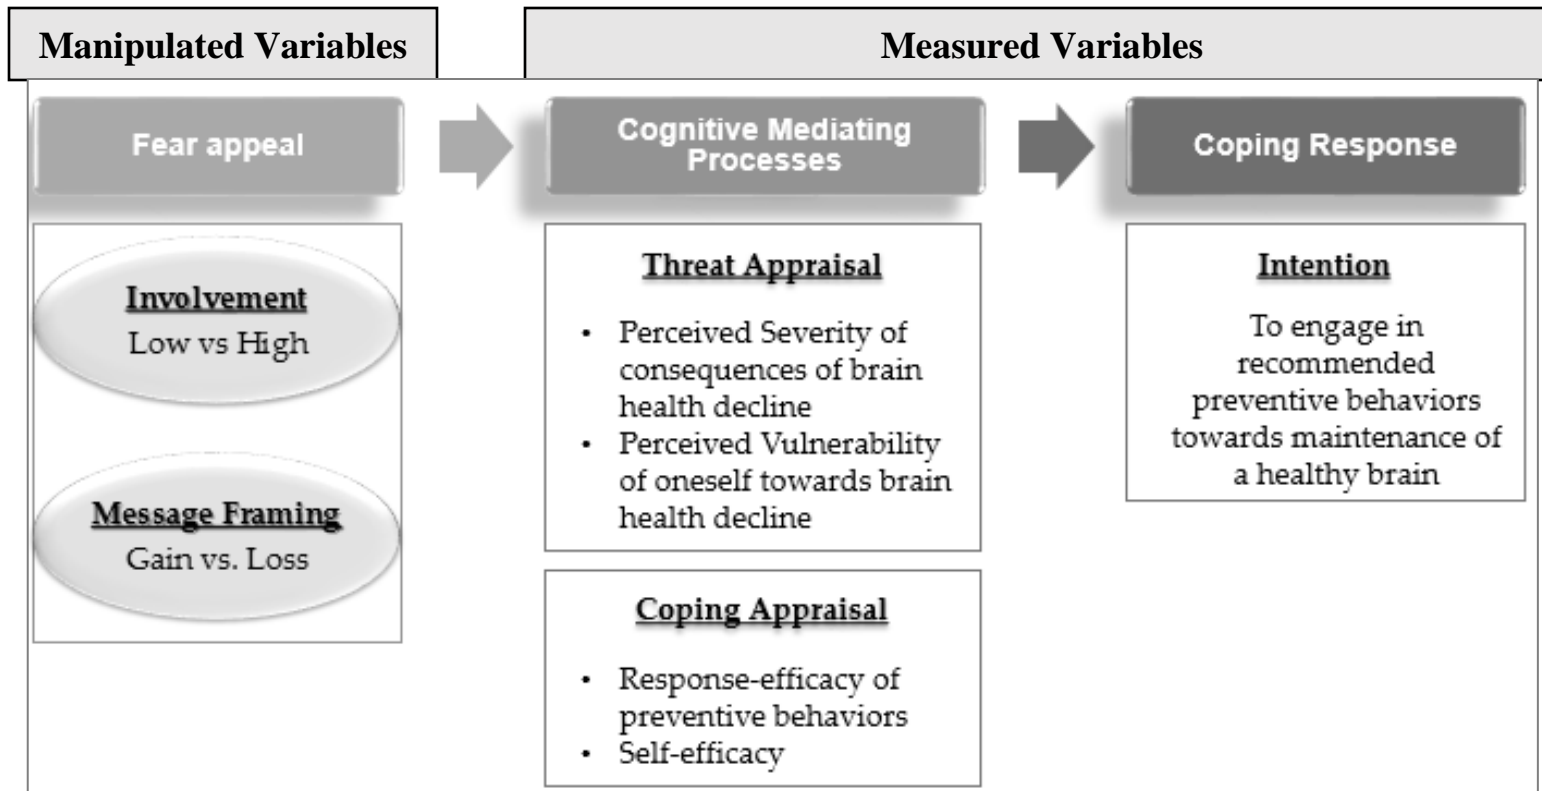 Manipulated Variables
Measured Variables
Fear appeal
Cognitive Mediating
Processes
Coping Response
Involvement
Low vs High
Message Framing
Gain vs. Loss
Threat Appraisal
• Perceived Severity of
consequences of brain
health decline
• Perceived Vulnerability
of oneself towards brain
health decline
Coping Appraisal
• Response-efficacy of
preventive behaviors
• Self-efficacy
Intention
To engage in
recommended
preventive behaviors
towards maintenance of
a healthy brain